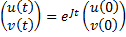 (u(t)
v(t)) = e^{Jt} (u(0)
v(0))